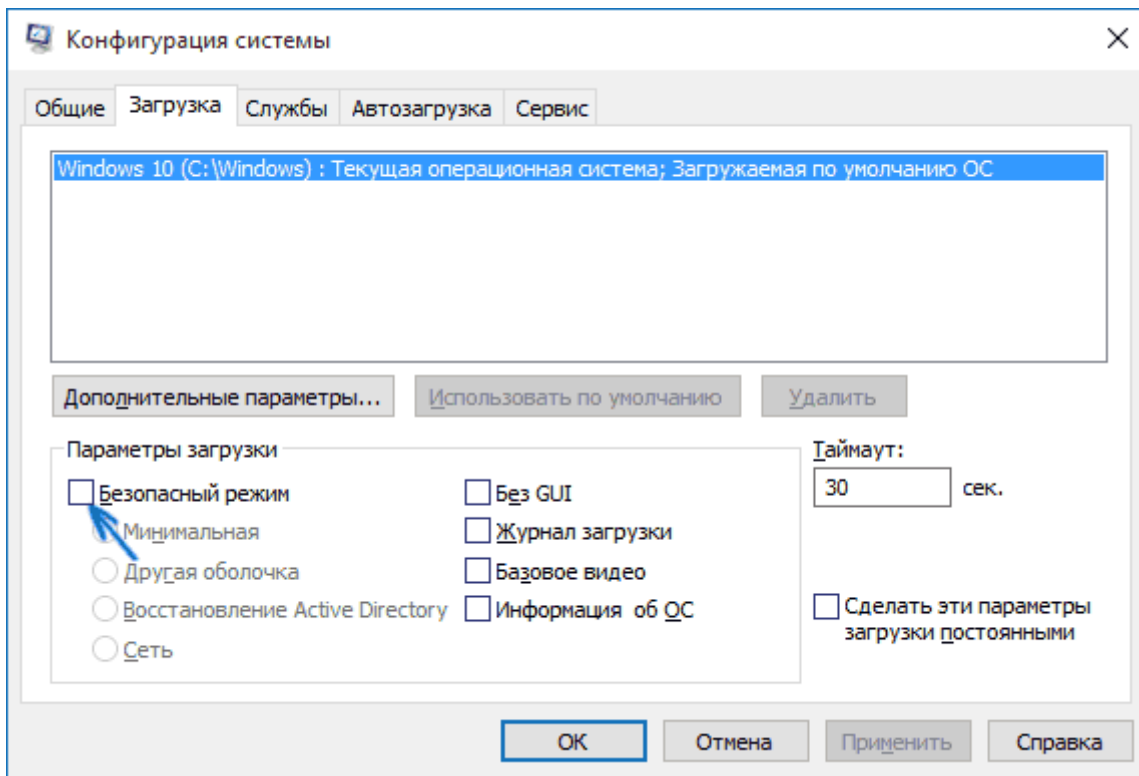 Конфигурация системы
Общие Загрузка Службы Автозагрузка Сервис
Windows 10 (C:\Windows) : Текущая операционная система; Загружаемая по умолчанию ОС
Дополнительные параметры... Использовать по умолчанию Удалить
Параметры загрузки Таймаут:
Безопасный режим Без GUI 30 сек.
Минимальная Журнал загрузки
Другая оболочка Базовое видео
Восстановление Active Directory Информация об ОС Сделать эти параметры
загрузки постоянными
Сеть
ОК Отмена Применить Справка